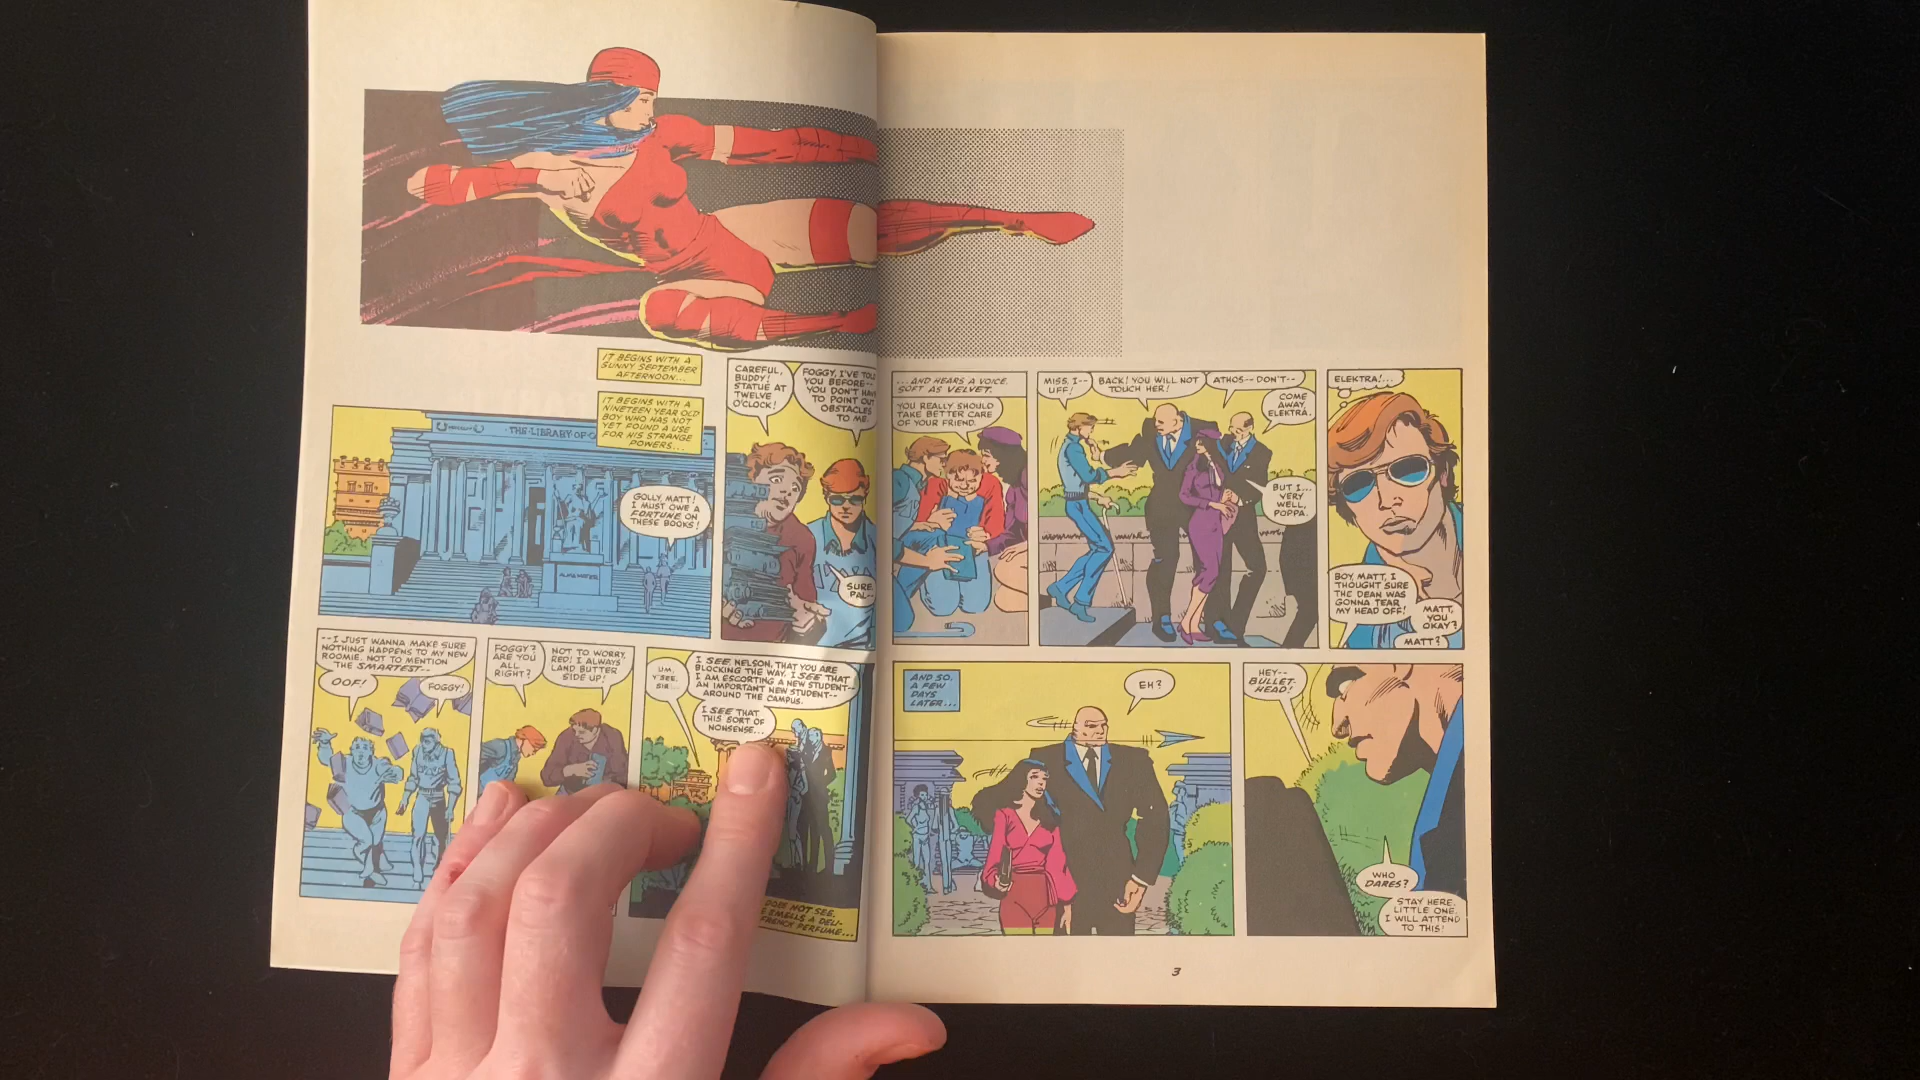 IT BEGINS WITH A
SUNNY SEPTEMBER
AFTERNOON...
IT BEGINS WITH A
NINETEEN YEAR OLD
BOY WHO HAS NOT
YET FOUND A USE
FOR HIS STRANGE
POWERS...
THE LIBRARY OF
ALMA MATER
GOLLY, MATT!
I MUST OWE A
FORTUNE ON
THESE BOOKS!
CAREFUL,
BUDDY!
STATUE AT
TWELVE
O'CLOCK!
FOGGY, I'VE TOLD
YOU BEFORE--
YOU DON'T HAVE
TO POINT OUT
OBSTACLES
TO ME.
SURE,
PAL--
--I JUST WANNA MAKE SURE
NOTHING HAPPENS TO MY NEW
ROOMIE. NOT TO MENTION
THE SMARTEST--
OOF!
FOGGY!
FOGGY?
ARE YOU
ALL
RIGHT?
NOT TO WORRY,
RED! I ALWAYS
LAND BUTTER
SIDE UP!
UM,
Y'SEE,
SIR...
I SEE, NELSON, THAT YOU ARE
BLOCKING THE WAY. I SEE THAT
I AM ESCORTING A NEW STUDENT--
AN IMPORTANT NEW STUDENT--
AROUND THE CAMPUS.
I SEE THAT
THIS SORT OF
NONSENSE...
DOES NOT SEE.
SMELLS A DELI-
FRENCH PERFUME...
...AND HEARS A VOICE,
SOFT AS VELVET.
YOU REALLY SHOULD
TAKE BETTER CARE
OF YOUR FRIEND.
MISS, I--
UFF!
BACK! YOU WILL NOT
TOUCH HER!
ATHOS--DON'T--
COME
AWAY,
ELEKTRA.
BUT I...
VERY
WELL,
POPPA.
ELEKTRA!...
BOY, MATT, I
THOUGHT SURE
THE DEAN WAS
GONNA TEAR
MY HEAD OFF!
MATT,
YOU
OKAY?
MATT?
AND SO,
A FEW
DAYS
LATER...
EH?
HEY--
BULLET-
HEAD!
WHO
DARES?
STAY HERE,
LITTLE ONE.
I WILL ATTEND
TO THIS!
3